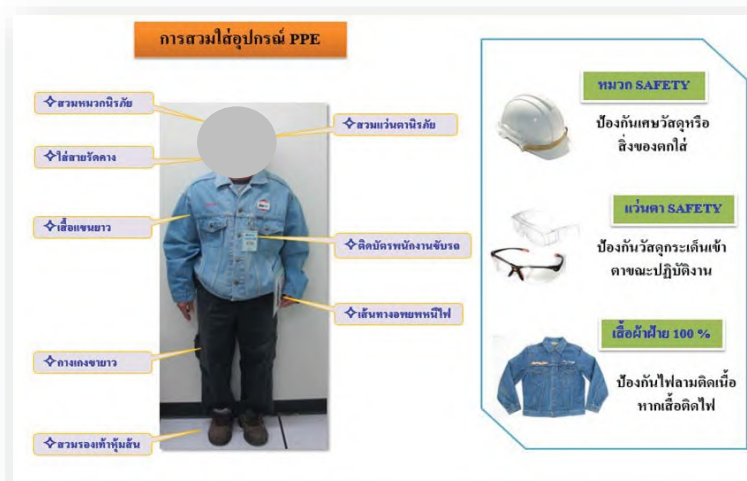 การสวมใส่อุปกรณ์ PPE
สวมหมวกนิรภัย
ใส่สายรัดคาง
เสื้อแขนยาว
กางเกงขายาว
สวมรองเท้าหุ้มส้น
สวมแว่นตานิรภัย
ติดบัตรพนักงานขับรถ
เส้นทางอพยพหนีไฟ
หมวก SAFETY
ป้องกันเศษวัสดุหรือ
สิ่งของตกใส่
แว่นตา SAFETY
ป้องกันวัสดุกระเด็นเข้า
ตาขณะปฏิบัติงาน
เสื้อผ้าฝ้าย 100 %
ป้องกันไฟลามติดเนื้อ
หากเสื้อติดไฟ